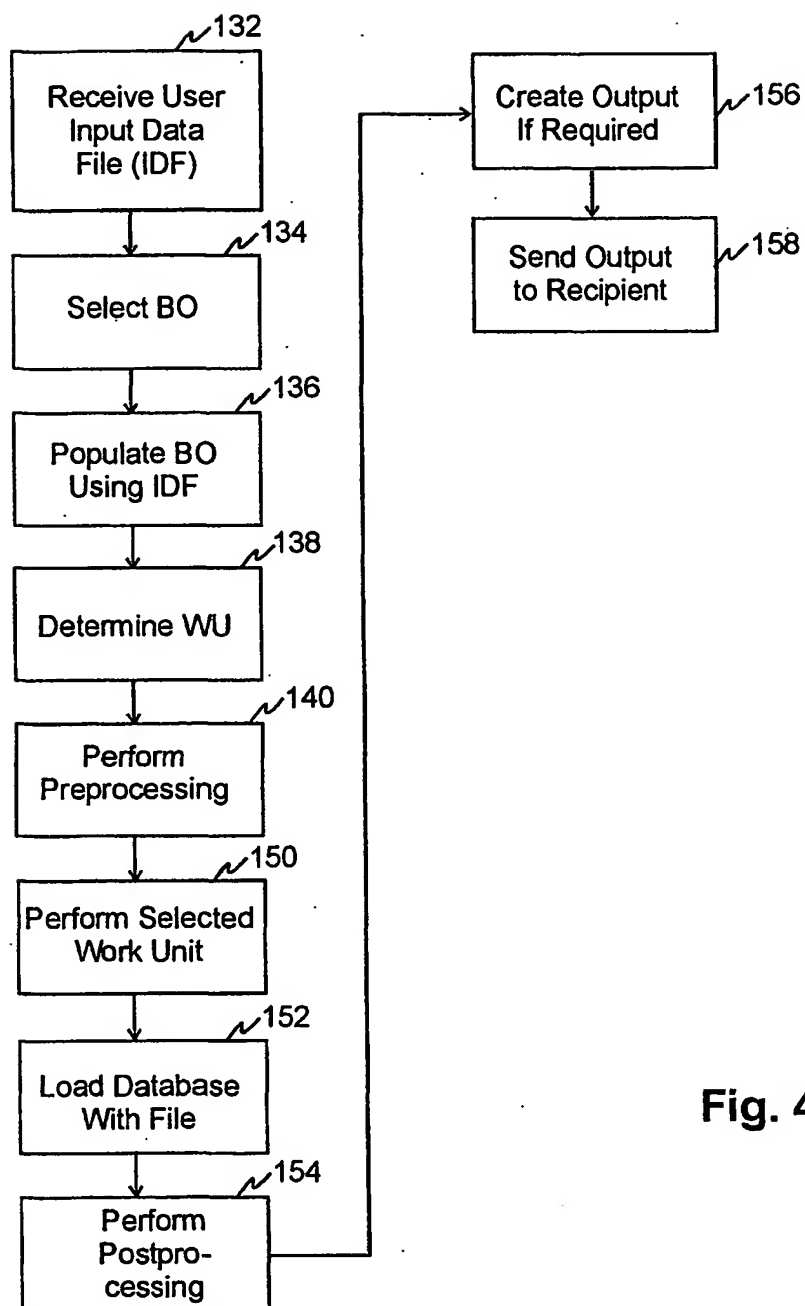 132
Receive User
Input Data
File (IDF)
134
Select BO
136
Populate BO
Using IDF
138
Determine WU
140
Perform
Preprocessing
150
Perform Selected
Work Unit
152
Load Database
With File
154
Perform
Postpro-
cessing
Create Output
If Required
156
Send Output
to Recipient
158
Fig. 4